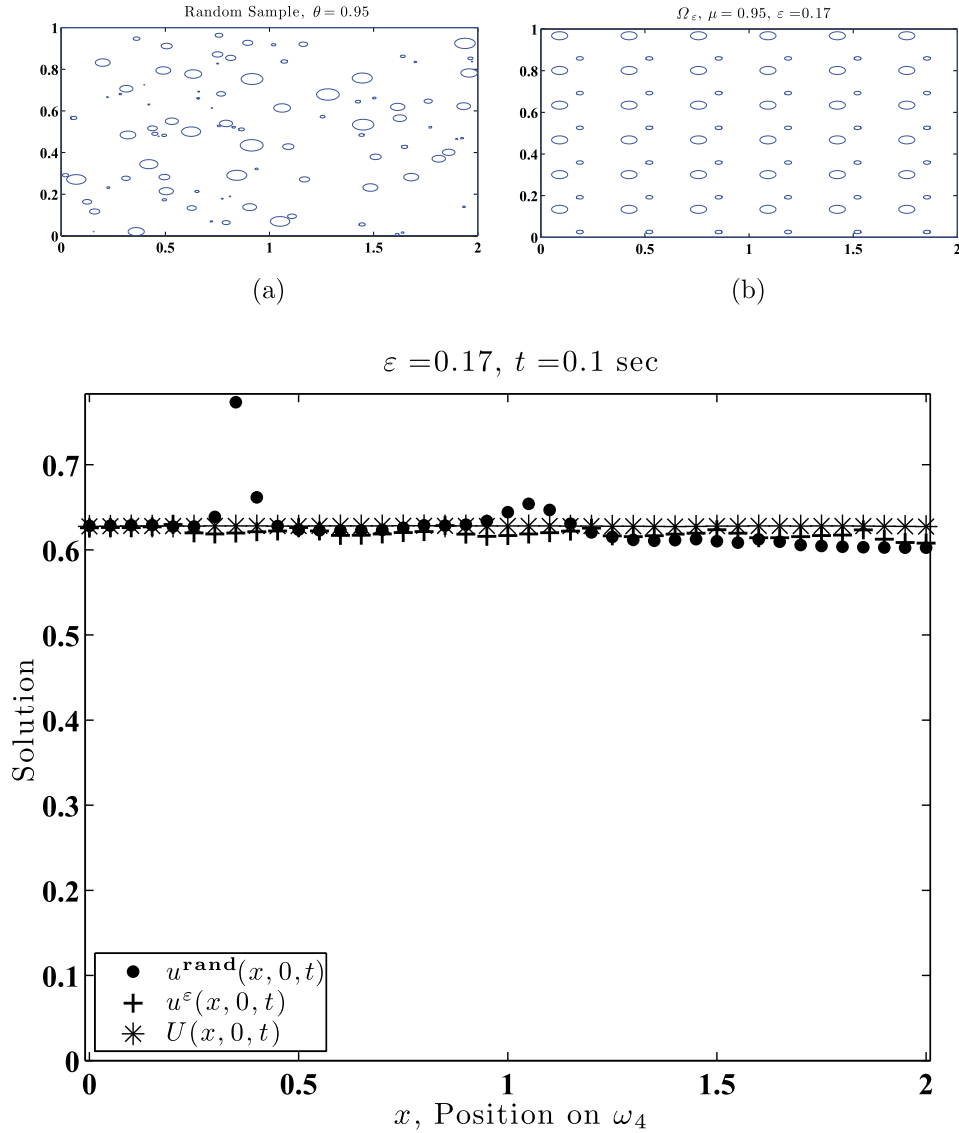 Random Sample, θ = 0.95
Ω_ε, μ = 0.95, ε =0.17
1
0.8
0.6
0.4
0.2
0
0 0.5 1 1.5 2
1
0.8
0.6
0.4
0.2
0
0 0.5 1 1.5 2
(a)
(b)
ε =0.17, t =0.1 sec
Solution
0.7
0.6
0.5
0.4
0.3
0.2
0.1
0
u^rand(x, 0, t)
u^ε(x, 0, t)
U(x, 0, t)
0 0.5 1 1.5 2
x, Position on ω_4